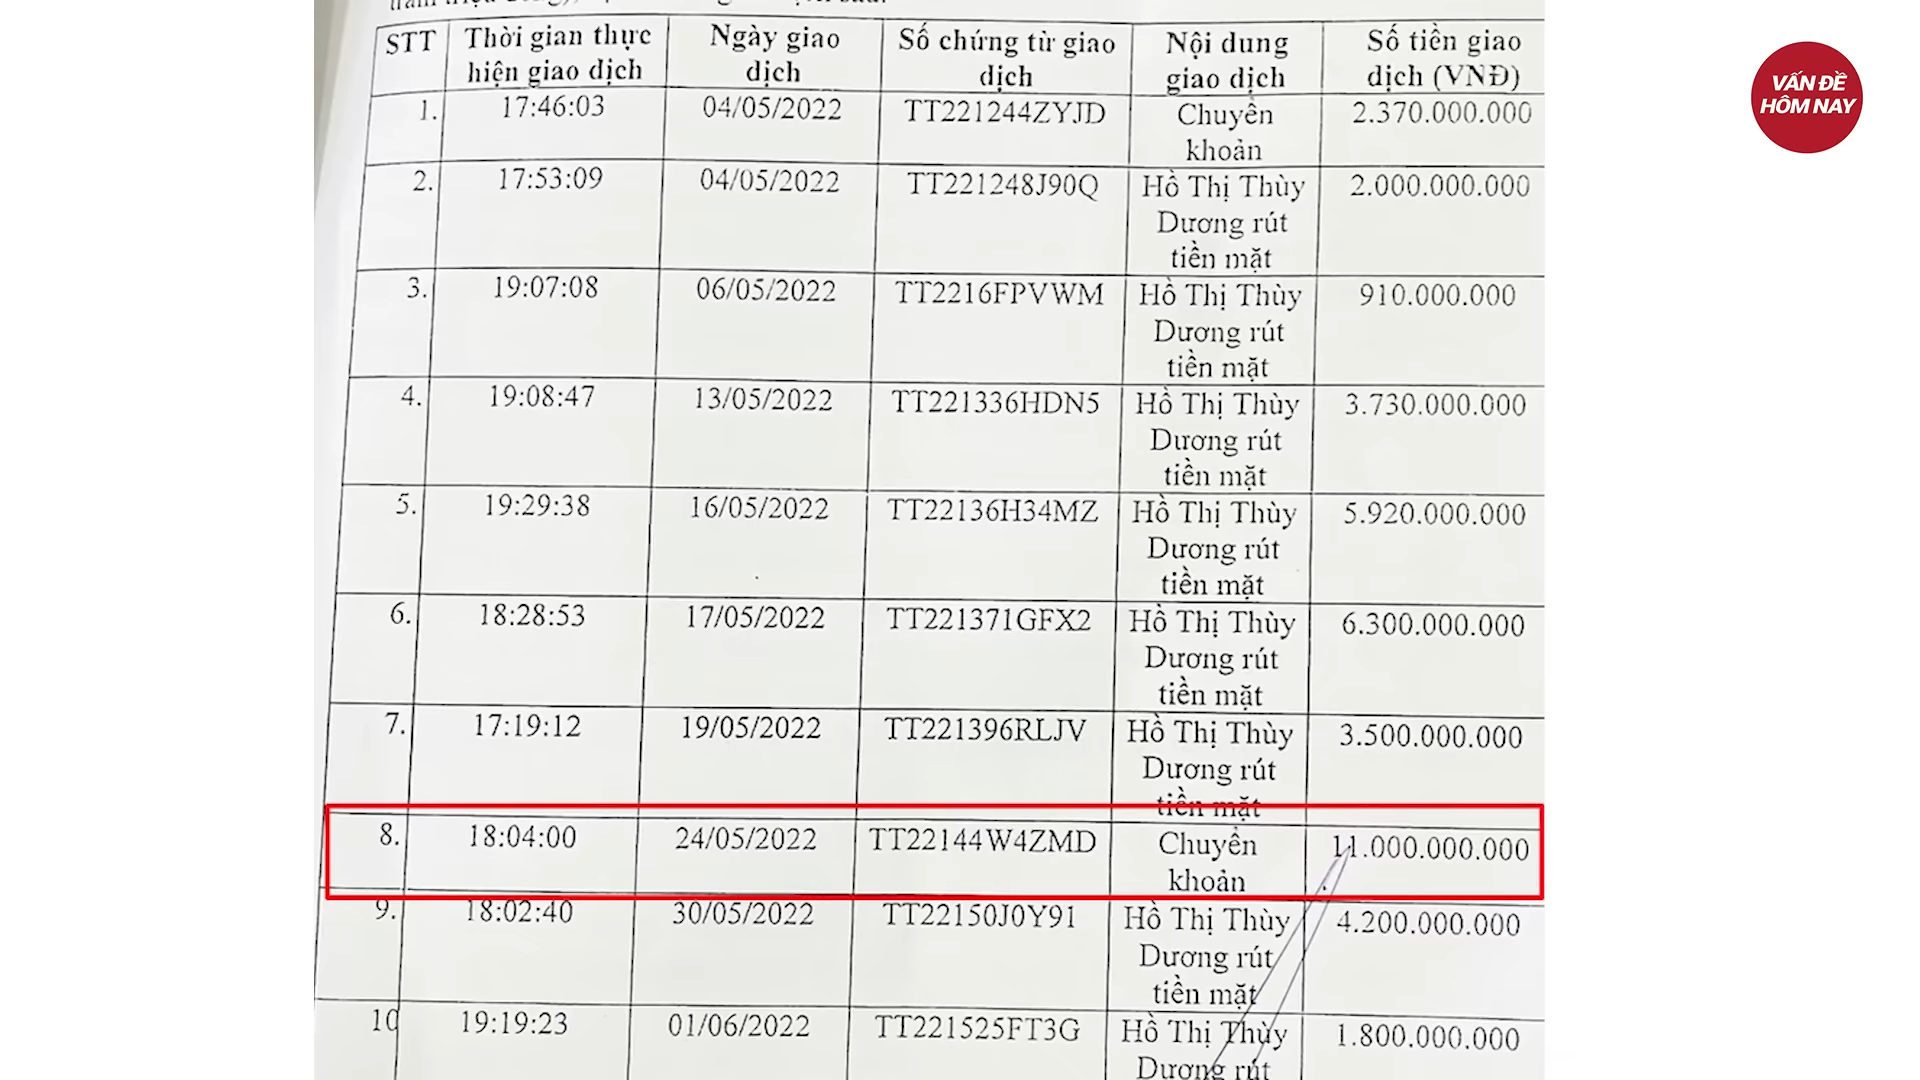 STT Thời gian thực hiện giao dịch Ngày giao dịch Số chứng từ giao dịch Nội dung giao dịch Số tiền giao dịch (VNĐ)
1. 17:46:03 04/05/2022 TT221244ZYJD Chuyển khoản 2.370.000.000
2. 17:53:09 04/05/2022 TT221248J90Q Hồ Thị Thùy Dương rút tiền mặt 2.000.000.000
3. 19:07:08 06/05/2022 TT2216FPVWM Hồ Thị Thùy Dương rút tiền mặt 910.000.000
4. 19:08:47 13/05/2022 TT221336HDN5 Hồ Thị Thùy Dương rút tiền mặt 3.730.000.000
5. 19:29:38 16/05/2022 TT22136H34MZ Hồ Thị Thùy Dương rút tiền mặt 5.920.000.000
6. 18:28:53 17/05/2022 TT221371GFX2 Hồ Thị Thùy Dương rút tiền mặt 6.300.000.000
7. 17:19:12 19/05/2022 TT221396RLJV Hồ Thị Thùy Dương rút tiền mặt 3.500.000.000
8. 18:04:00 24/05/2022 TT22144W4ZMD Chuyển khoản 11.000.000.000
9. 18:02:40 30/05/2022 TT22150J0Y91 Hồ Thị Thùy Dương rút tiền mặt 4.200.000.000
10 19:19:23 01/06/2022 TT221525FT3G Hồ Thị Thùy Dương rút 1.800.000.000
VẤN ĐỀ
HÔM NAY